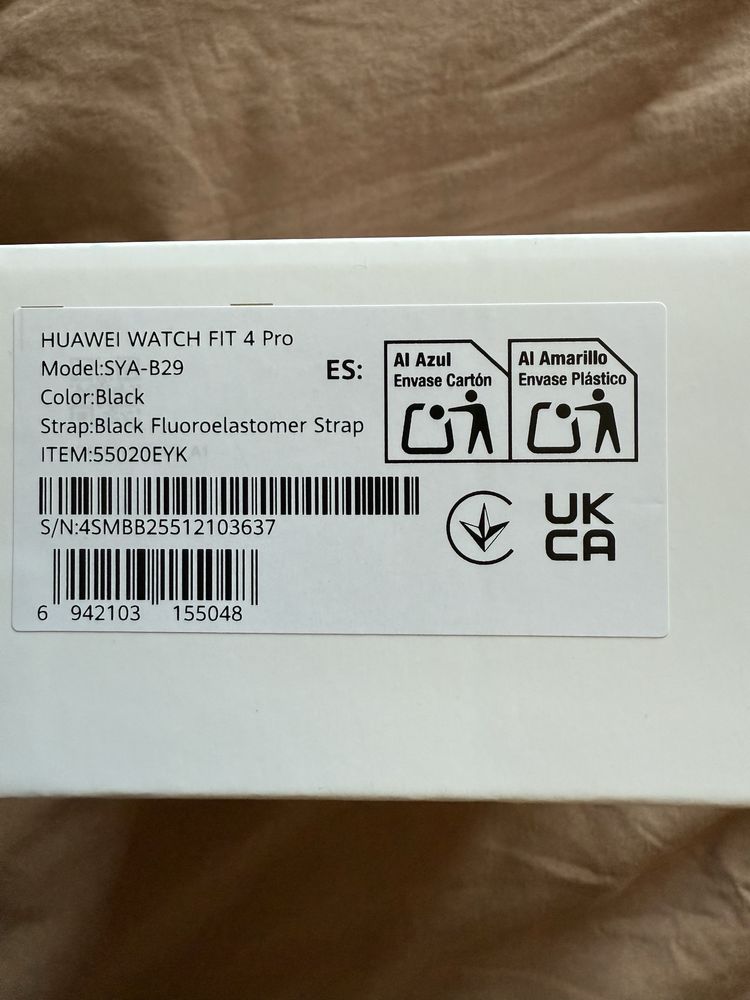 HUAWEI WATCH FIT 4 Pro
Model:SYA-B29
Color:Black
Strap:Black Fluoroelastomer Strap
ITEM:55020EYK
S/N:4SMBB25512103637
6 942103 155048
ES:
Al Azul
Envase Cartón
Al Amarillo
Envase Plástico
UK
CA